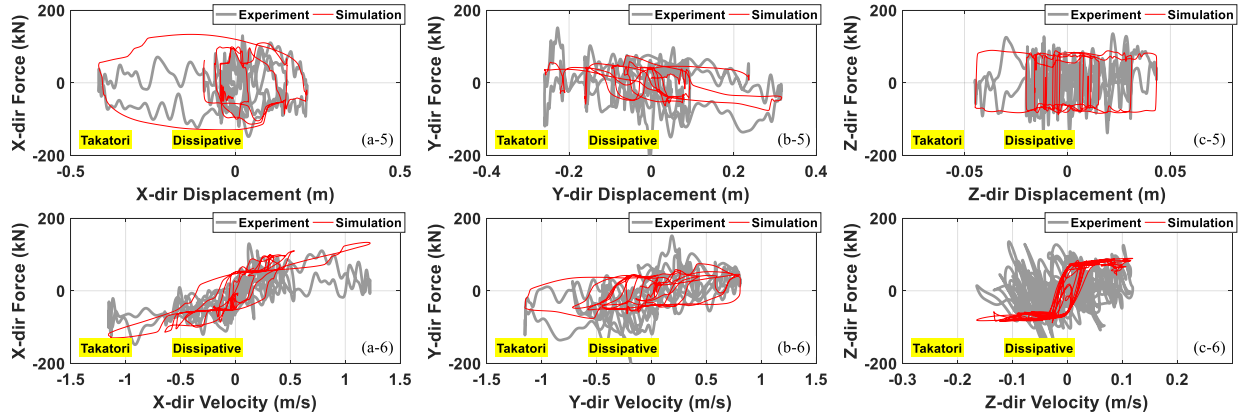 Experiment Simulation
X-dir Force (kN)
200
0
-200
Takatori
Dissipative
(a-5)
-0.5 0 0.5
X-dir Displacement (m)
Experiment Simulation
Y-dir Force (kN)
200
0
-200
Takatori
Dissipative
(b-5)
-0.4 -0.2 0 0.2 0.4
Y-dir Displacement (m)
Experiment Simulation
Z-dir Force (kN)
200
0
-200
Takatori
Dissipative
(c-5)
-0.05 0 0.05
Z-dir Displacement (m)
Experiment Simulation
X-dir Force (kN)
200
0
-200
Takatori
Dissipative
(a-6)
-1.5 -1 -0.5 0 0.5 1 1.5
X-dir Velocity (m/s)
Experiment Simulation
Y-dir Force (kN)
200
0
-200
Takatori
Dissipative
(b-6)
-1.5 -1 -0.5 0 0.5 1 1.5
Y-dir Velocity (m/s)
Experiment Simulation
Z-dir Force (kN)
200
0
-200
Takatori
Dissipative
(c-6)
-0.3 -0.2 -0.1 0 0.1 0.2
Z-dir Velocity (m/s)